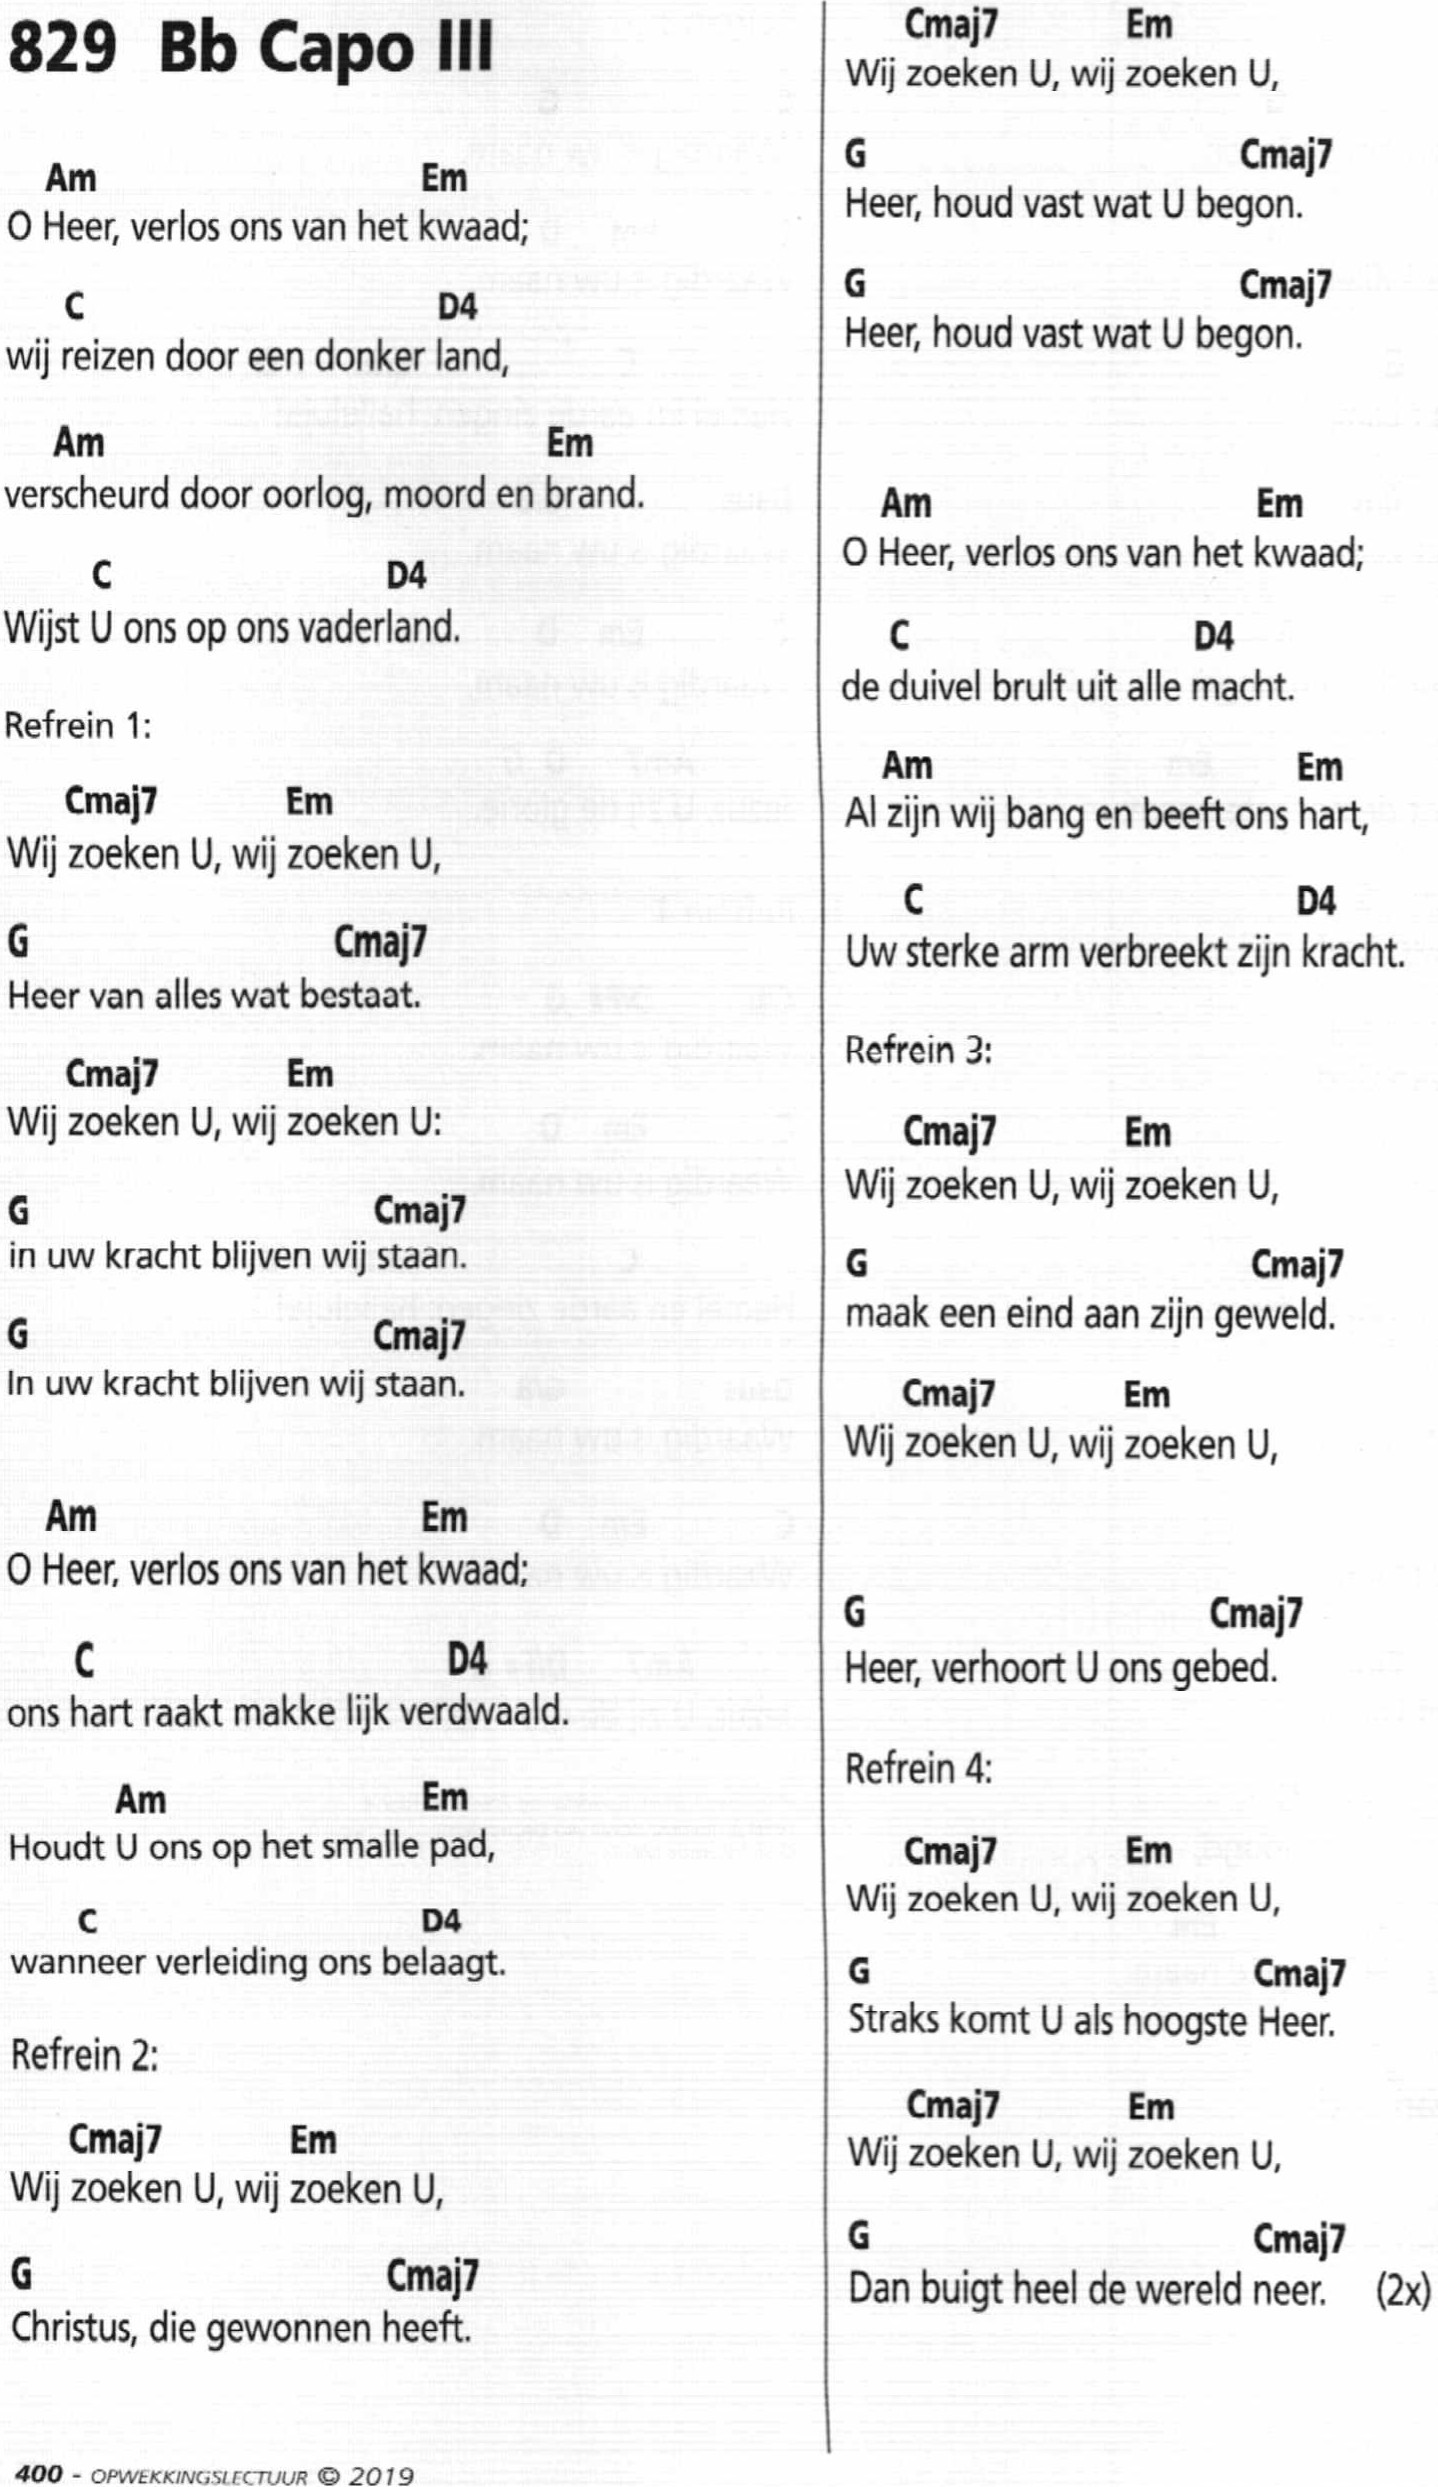 829 Bb Capo III
Am Em
O Heer, verlos ons van het kwaad;
C D4
wij reizen door een donker land,
Am Em
verscheurd door oorlog, moord en brand.
C D4
Wijst U ons op ons vaderland.
Refrein 1:
Cmaj7 Em
Wij zoeken U, wij zoeken U,
G Cmaj7
Heer van alles wat bestaat.
Cmaj7 Em
Wij zoeken U, wij zoeken U:
G Cmaj7
in uw kracht blijven wij staan.
G Cmaj7
In uw kracht blijven wij staan.
Am Em
O Heer, verlos ons van het kwaad;
C D4
ons hart raakt makke lijk verdwaald.
Am Em
Houdt U ons op het smalle pad,
C D4
wanneer verleiding ons belaagt.
Refrein 2:
Cmaj7 Em
Wij zoeken U, wij zoeken U,
G Cmaj7
Christus, die gewonnen heeft.
400 - OPWEKKINGSLECTUUR © 2019
Cmaj7 Em
Wij zoeken U, wij zoeken U,
G Cmaj7
Heer, houd vast wat U begon.
G Cmaj7
Heer, houd vast wat U begon.
Am Em
O Heer, verlos ons van het kwaad;
C D4
de duivel brult uit alle macht.
Am Em
Al zijn wij bang en beeft ons hart,
C D4
Uw sterke arm verbreekt zijn kracht.
Refrein 3:
Cmaj7 Em
Wij zoeken U, wij zoeken U,
G Cmaj7
maak een eind aan zijn geweld.
Cmaj7 Em
Wij zoeken U, wij zoeken U,
G Cmaj7
Heer, verhoort U ons gebed.
Refrein 4:
Cmaj7 Em
Wij zoeken U, wij zoeken U,
G Cmaj7
Straks komt U als hoogste Heer.
Cmaj7 Em
Wij zoeken U, wij zoeken U,
G Cmaj7
Dan buigt heel de wereld neer. (2x)